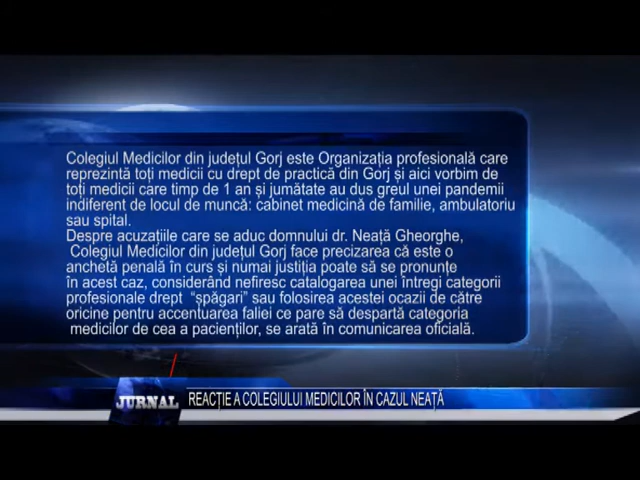 Colegiul Medicilor din județul Gorj este Organizația profesională care
reprezintă toți medicii cu drept de practică din Gorj și aici vorbim de
toți medicii care timp de 1 an și jumătate au dus greul unei pandemii
indiferent de locul de muncă: cabinet medicină de familie, ambulatoriu
sau spital.
Despre acuzațiile care se aduc domnului dr. Neață Gheorghe,
Colegiul Medicilor din județul Gorj face precizarea că este o
anchetă penală în curs și numai justiția poate să se pronunțe
în acest caz, considerând nefiresc catalogarea unei întregi categorii
profesionale drept "șpăgari" sau folosirea acestei ocazii de către
oricine pentru accentuarea faliei ce pare să despartă categoria
medicilor de cea a pacienților, se arată în comunicarea oficială.
JURNAL REACȚIE A COLEGIULUI MEDICILOR ÎN CAZUL NEAȚĂ